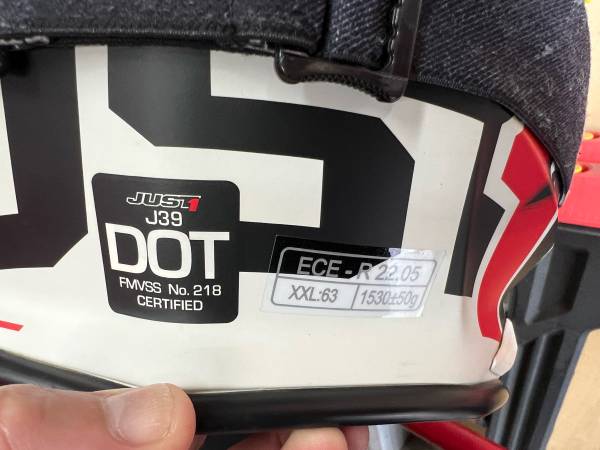 JUST1
J39
DOT
FMVSS No. 218
CERTIFIED
ECE - R 22.05
XXL:63 1530±50g